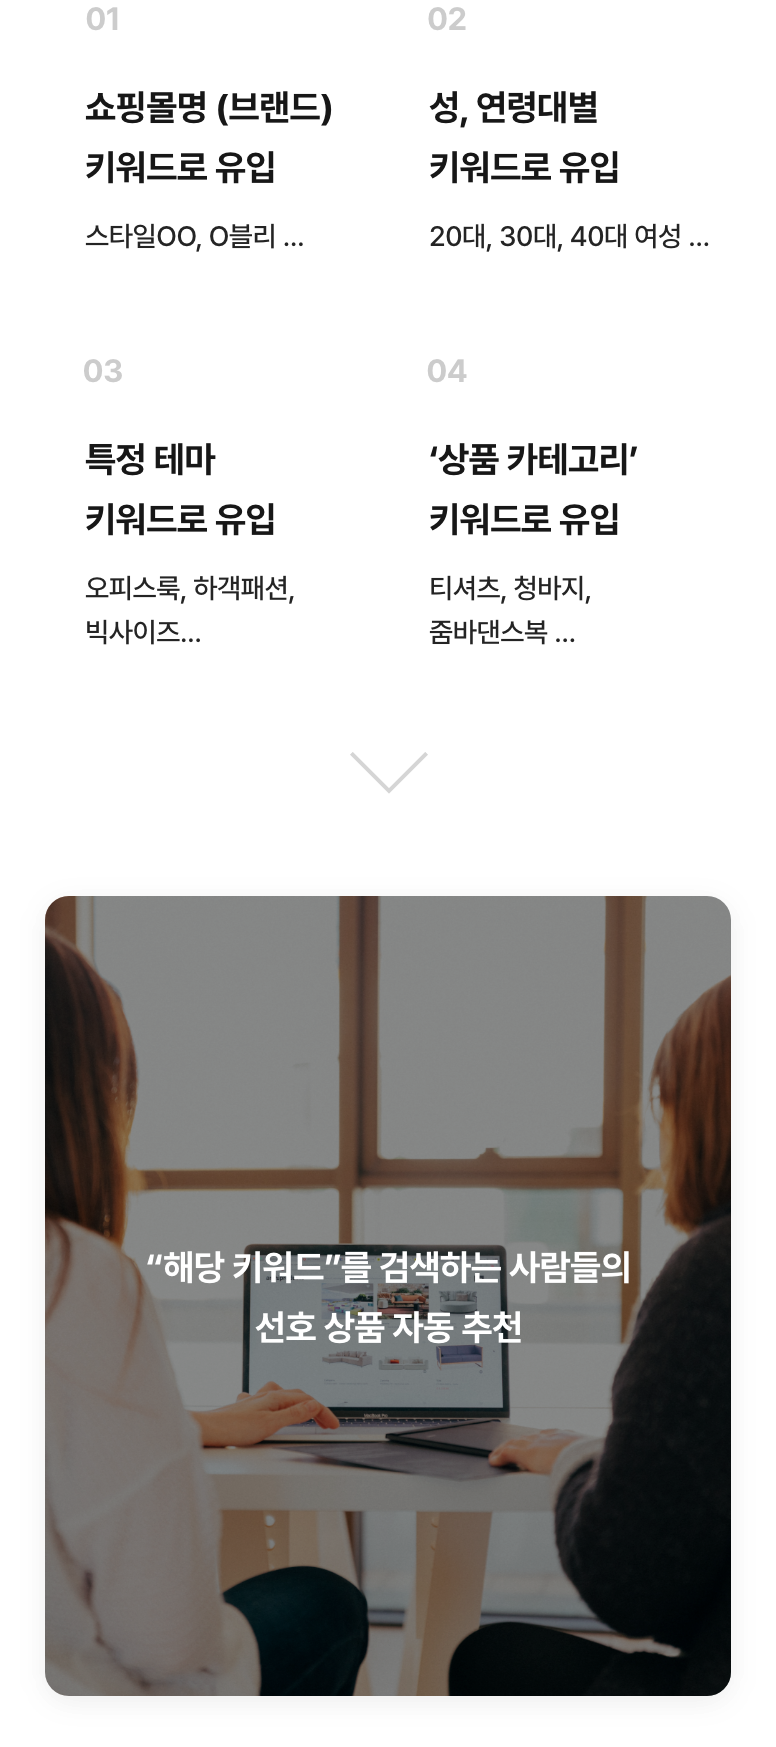 01
쇼핑몰명 (브랜드)
키워드로 유입
스타일OO, O블리 ...
02
성, 연령대별
키워드로 유입
20대, 30대, 40대 여성 ...
03
특정 테마
키워드로 유입
오피스룩, 하객패션,
빅사이즈...
04
‘상품 카테고리’
키워드로 유입
티셔츠, 청바지,
줌바댄스복 ...
“해당 키워드”를 검색하는 사람들의
선호 상품 자동 추천
MacBook Pro